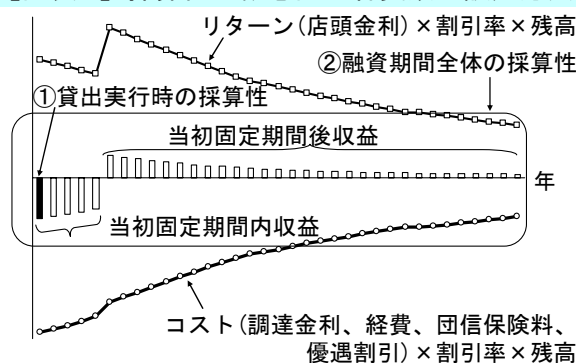 リターン(店頭金利)×割引率×残高
②融資期間全体の採算性
①貸出実行時の採算性
当初固定期間後収益
年
当初固定期間内収益
コスト(調達金利、経費、団信保険料、
優遇割引)×割引率×残高